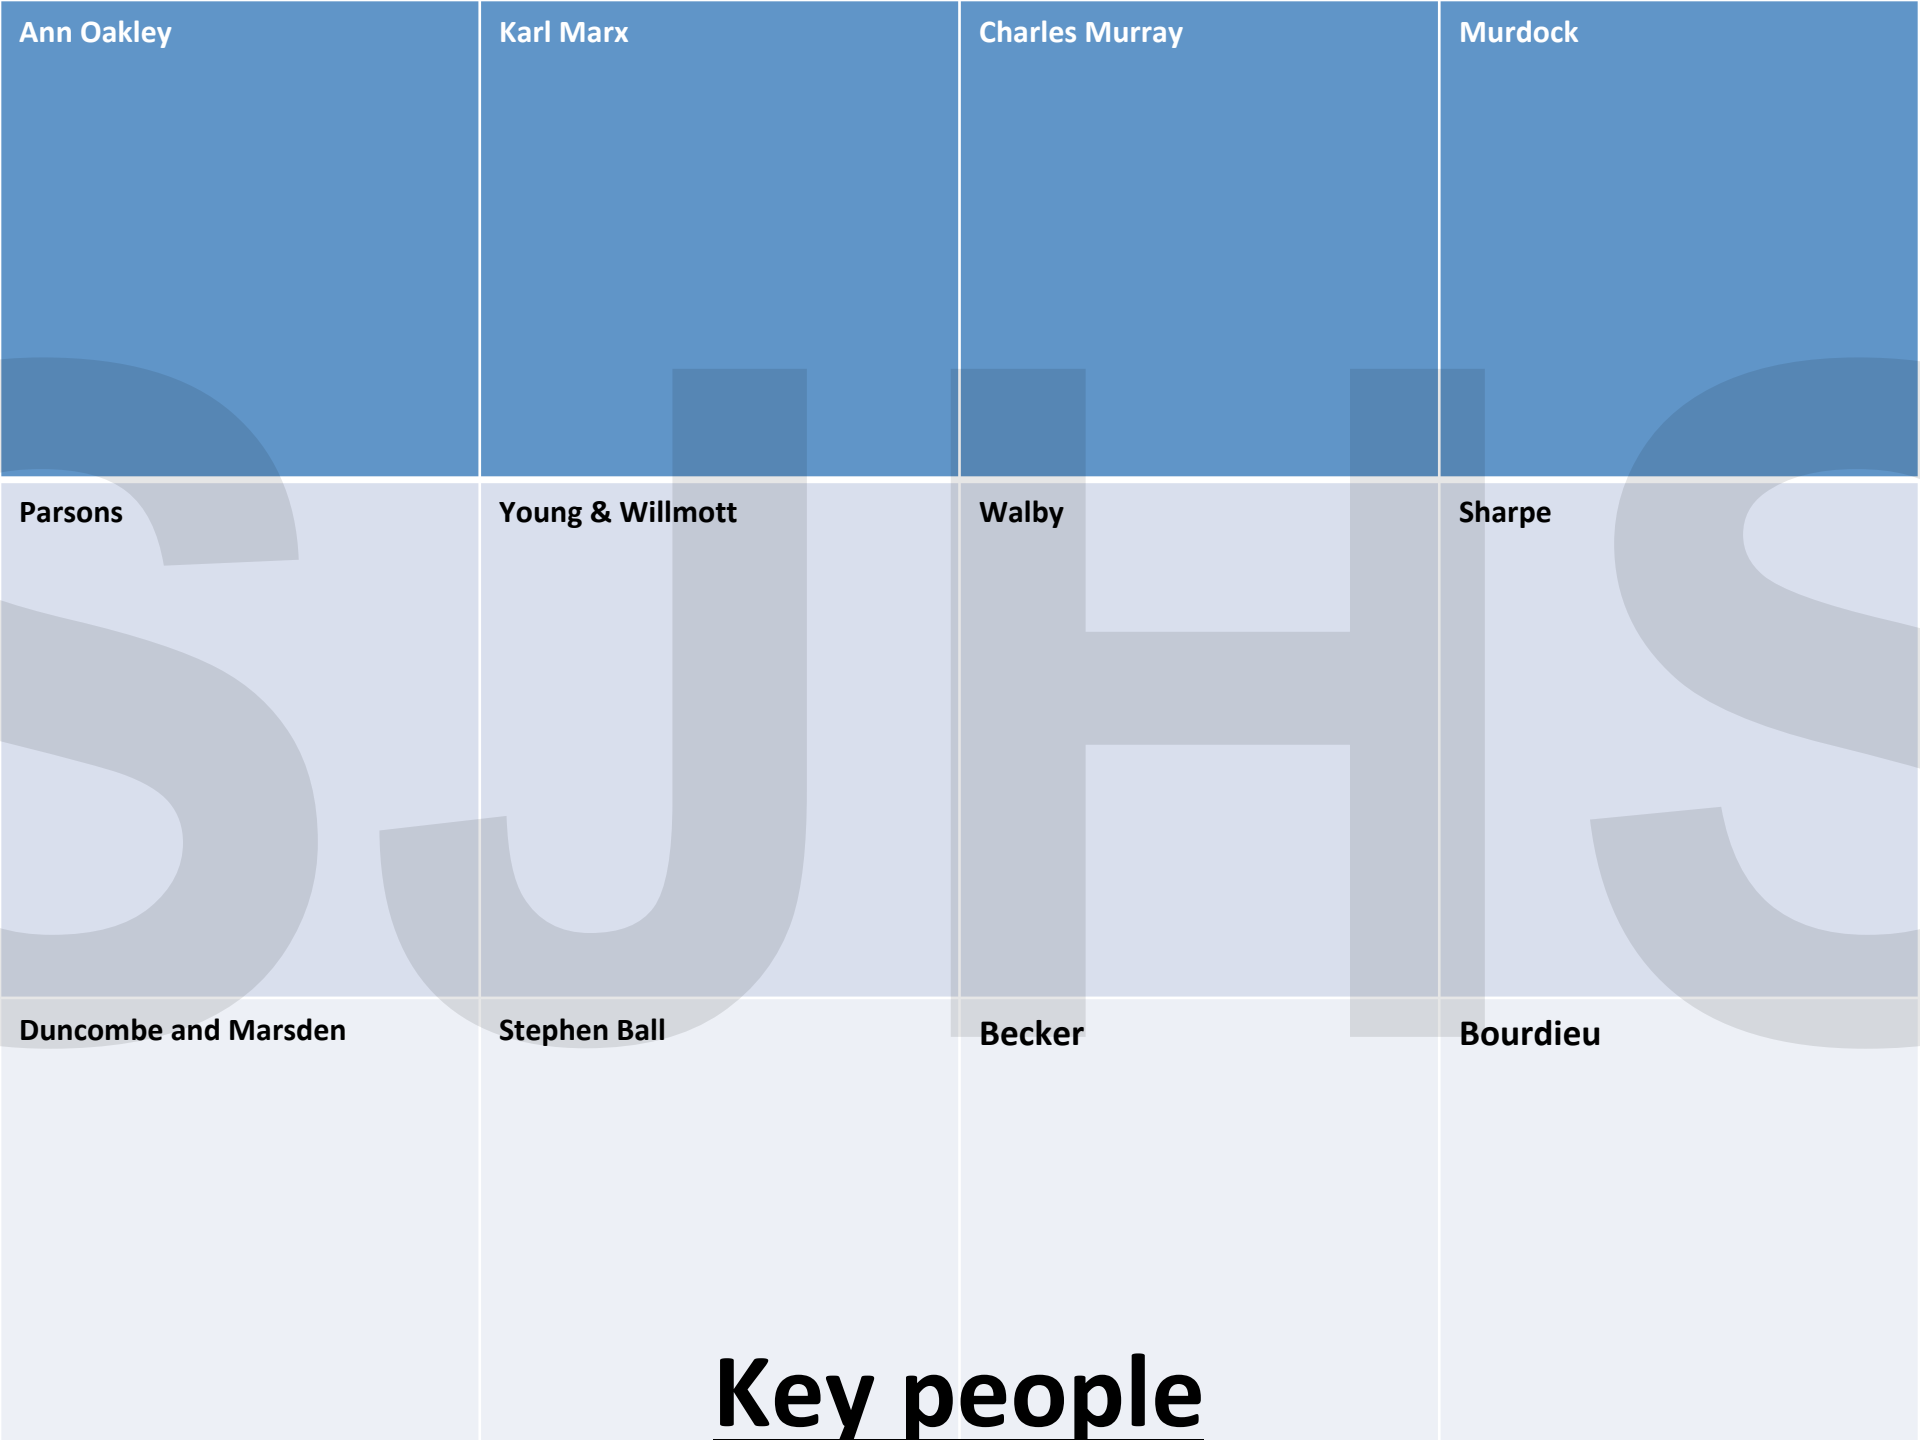 Ann Oakley
Karl Marx
Charles Murray
Murdock
Parsons
Young & Willmott
Walby
Sharpe
Duncombe and Marsden
Stephen Ball
Becker
Bourdieu
SJHS
Key people